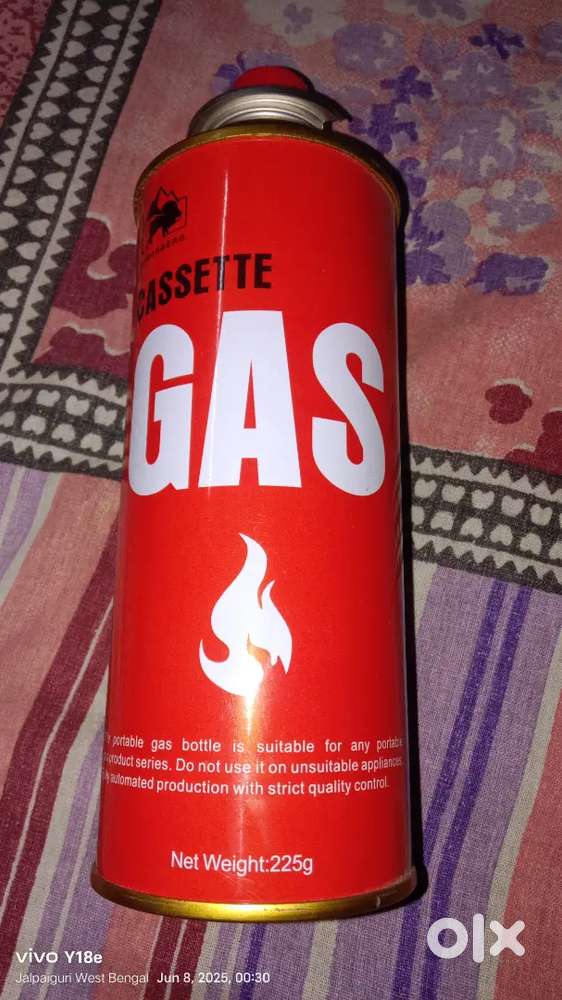 CASSETTE
GAS
portable gas bottle is suitable for any portable
product series. Do not use it on unsuitable appliances.
automated production with strict quality control.
Net Weight:225g
olx
vivo Y18e
Jalpaiguri West Bengal Jun 8, 2025, 00:30